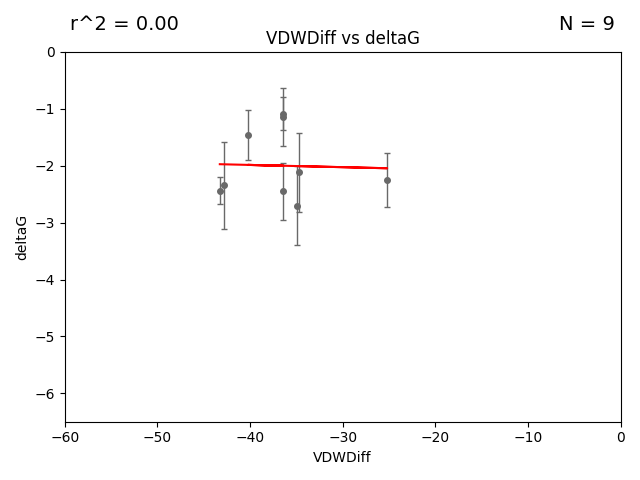 r^2 = 0.00
N = 9
VDWDiff vs deltaG
0
−1
−2
−3
−4
−5
−6
deltaG
−60 −50 −40 −30 −20 −10 0
VDWDiff